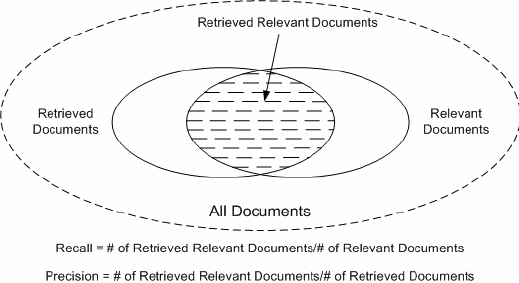 Retrieved Relevant Documents
Retrieved
Documents
Relevant
Documents
All Documents
Recall = # of Retrieved Relevant Documents/# of Relevant Documents
Precision = # of Retrieved Relevant Documents/# of Retrieved Documents